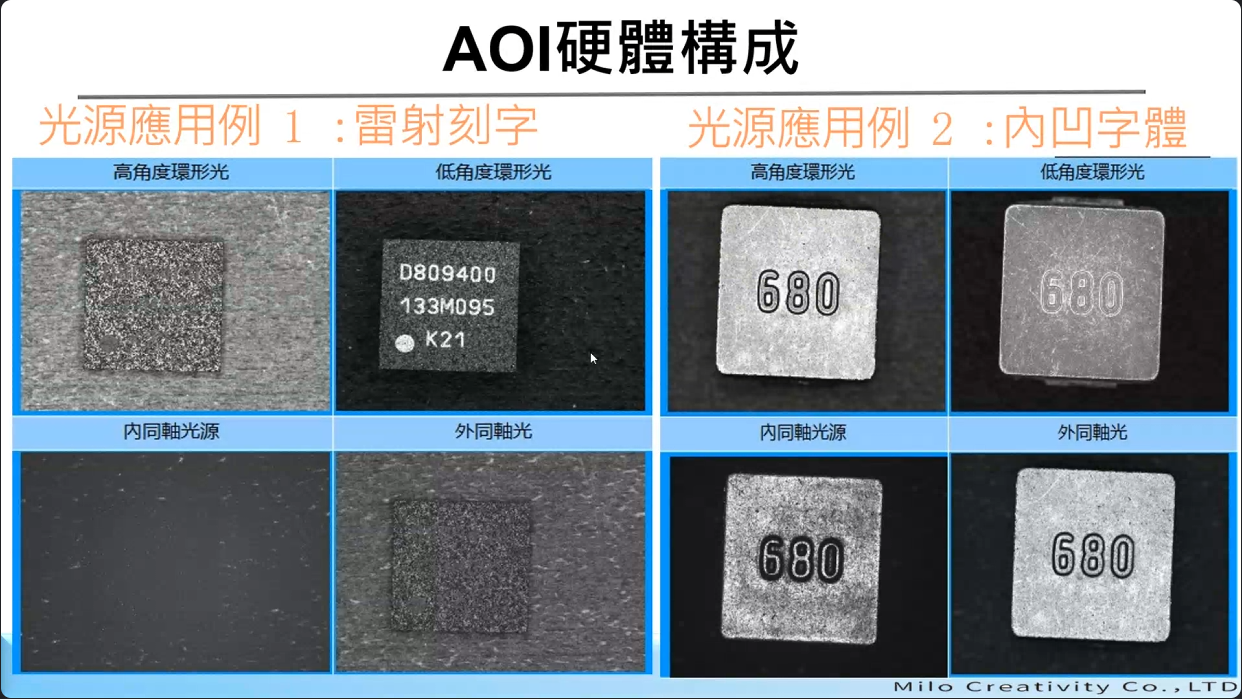 AOI硬體構成
光源應用例 1 :雷射刻字
高角度環形光
低角度環形光
D809400
133M095
K21
內同軸光源
外同軸光
光源應用例 2 :內凹字體
高角度環形光
低角度環形光
680
680
內同軸光源
外同軸光
680
680
Milo Creativity Co.,LTD